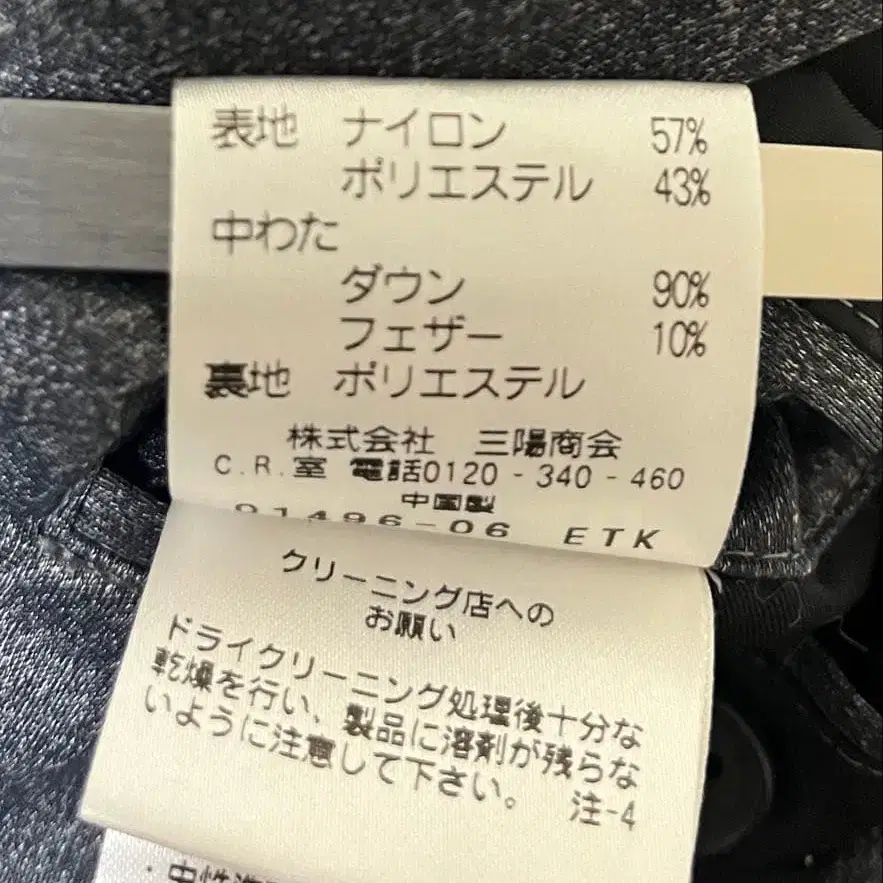 表地 ナイロン 57%
ポリエステル 43%
中わた
ダウン 90%
フェザー 10%
裏地 ポリエステル
株式会社 三陽商会
C.R.室 電話0120-340-460
中国製
01496-06 ETK
クリーニング店への
お願い
ドライクリーニング処理後十分な
乾燥を行い、製品に溶剤が残らな
いように注意して下さい。 注-4